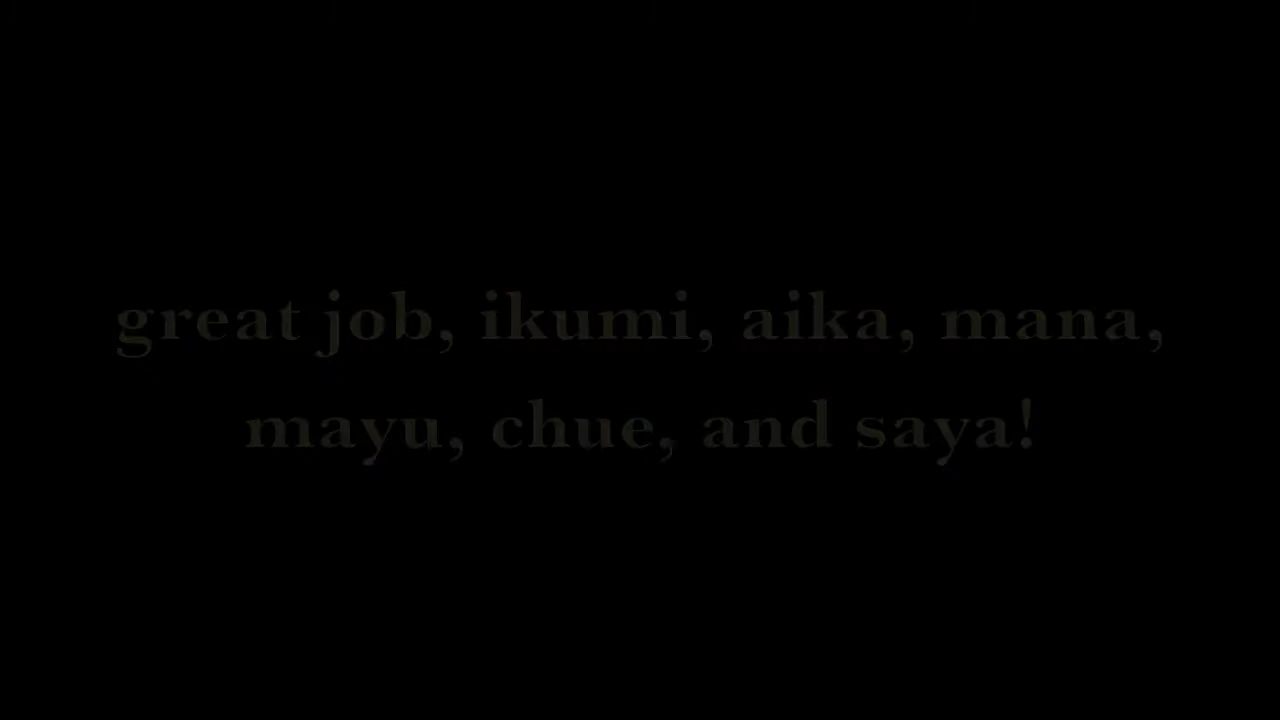 great job, ikumi, aika, mana,
mayu, chue, and saya!